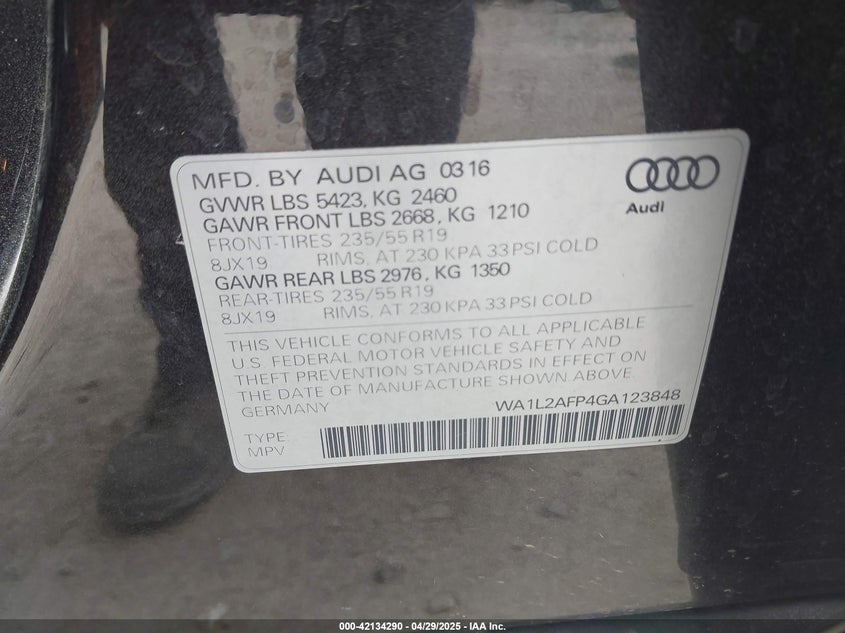 MFD. BY AUDI AG 0316
GVWR LBS 5423, KG 2460
GAWR FRONT LBS 2668, KG 1210
FRONT-TIRES 235/55 R19
8JX19 RIMS, AT 230 KPA 33 PSI COLD
GAWR REAR LBS 2976, KG 1350
REAR-TIRES 235/55 R19
8JX19 RIMS, AT 230 KPA 33 PSI COLD
Audi
THIS VEHICLE CONFORMS TO ALL APPLICABLE
U.S. FEDERAL MOTOR VEHICLE SAFETY AND
THEFT PREVENTION STANDARDS IN EFFECT ON
THE DATE OF MANUFACTURE SHOWN ABOVE.
GERMANY WA1L2AFP4GA123848
TYPE:
MPV
000-42134290 - 04/29/2025 - IAA Inc.